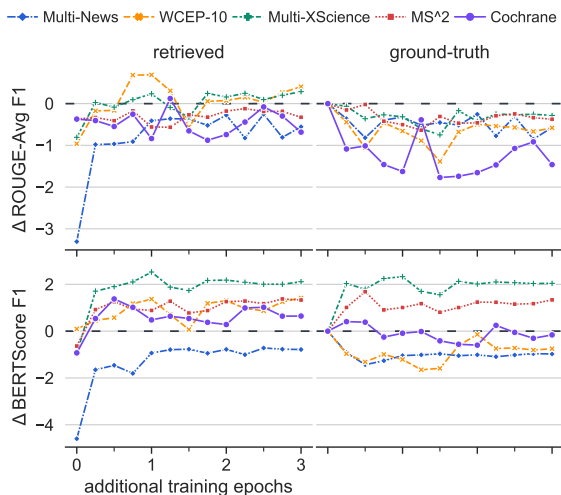 Multi-News WCEP-10 Multi-XScience MS^2 Cochrane
retrieved ground-truth
Δ ROUGE-Avg F1
0
−1
−2
−3
Δ BERTScore F1
2
0
−2
−4
0 1 2 3
additional training epochs